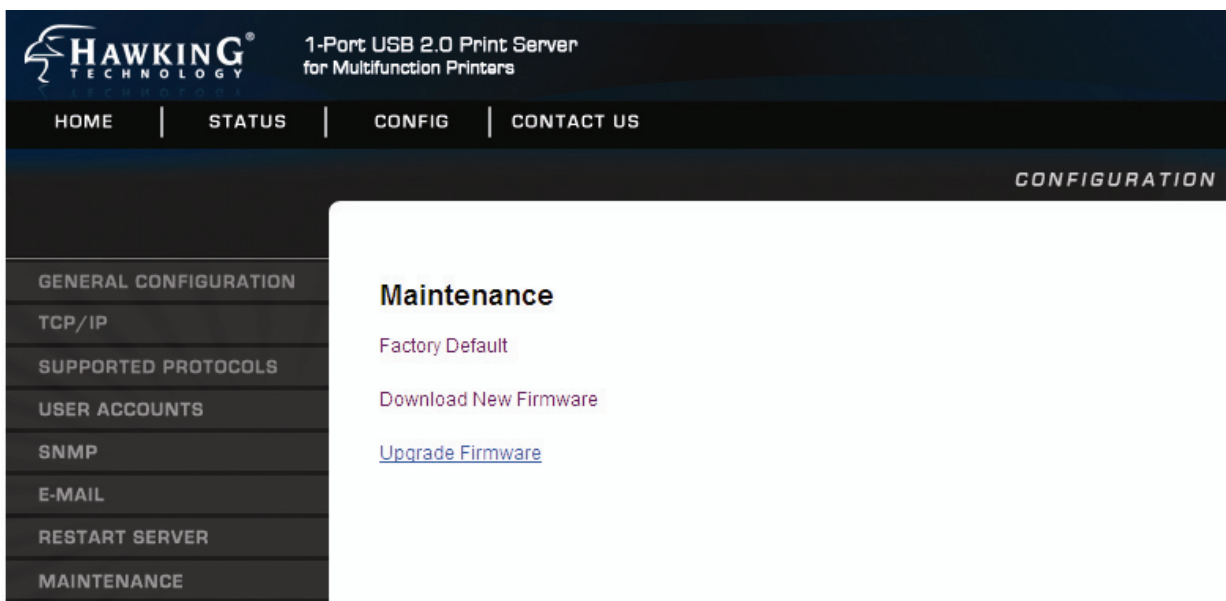 HAWKING®
TECHNOLOGY
1-Port USB 2.0 Print Server
for Multifunction Printers
HOME | STATUS | CONFIG | CONTACT US
CONFIGURATION
GENERAL CONFIGURATION
TCP/IP
SUPPORTED PROTOCOLS
USER ACCOUNTS
SNMP
E-MAIL
RESTART SERVER
MAINTENANCE
Maintenance
Factory Default
Download New Firmware
Upgrade Firmware